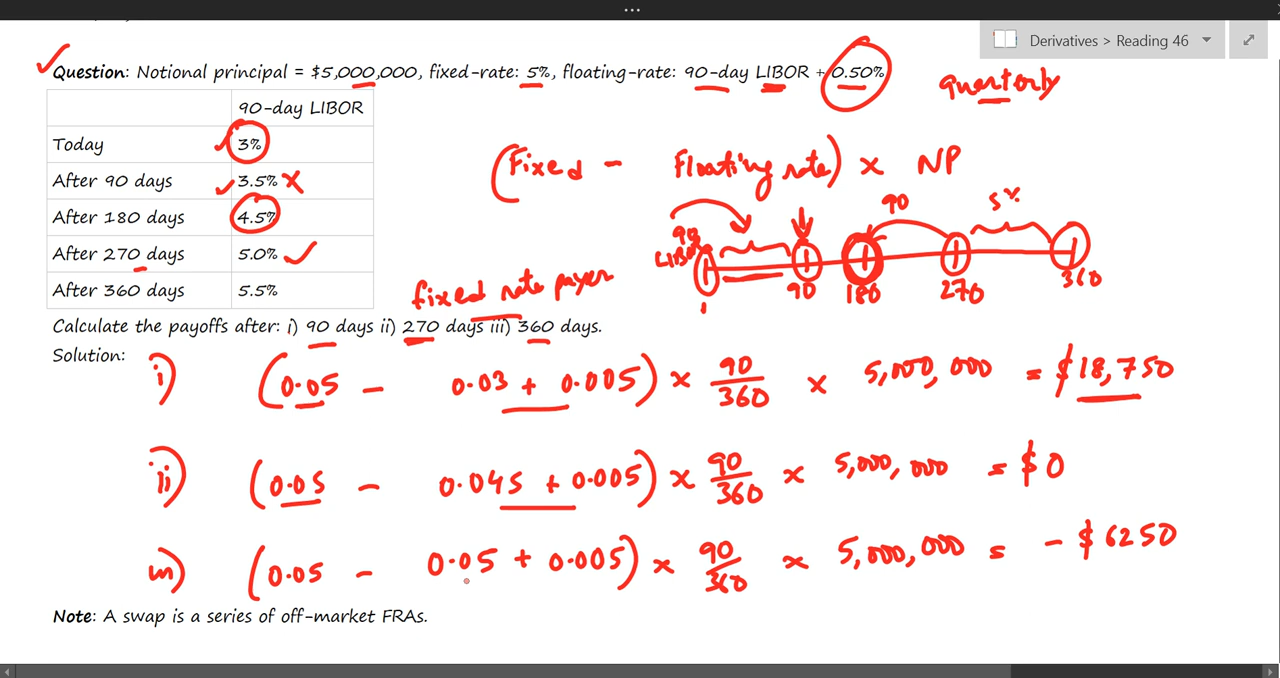 Derivatives > Reading 46
Question: Notional principal = $5,000,000, fixed-rate: 5%, floating-rate: 90-day LIBOR + 0.50%
quarterly
90-day LIBOR
Today 3%
After 90 days 3.5%
After 180 days 4.5%
After 270 days 5.0%
After 360 days 5.5%
(Fixed - Floating rate) x NP
90 5%
90
LIBOR
90 180 270 360
fixed rate payer
Calculate the payoffs after: i) 90 days ii) 270 days iii) 360 days.
Solution:
i) (0.05 - 0.03 + 0.005) x 90/360 x 5,000,000 = $18,750
ii) (0.05 - 0.045 + 0.005) x 90/360 x 5,000,000 = $0
iii) (0.05 - 0.05 + 0.005) x 90/360 x 5,000,000 = - $6250
Note: A swap is a series of off-market FRAs.